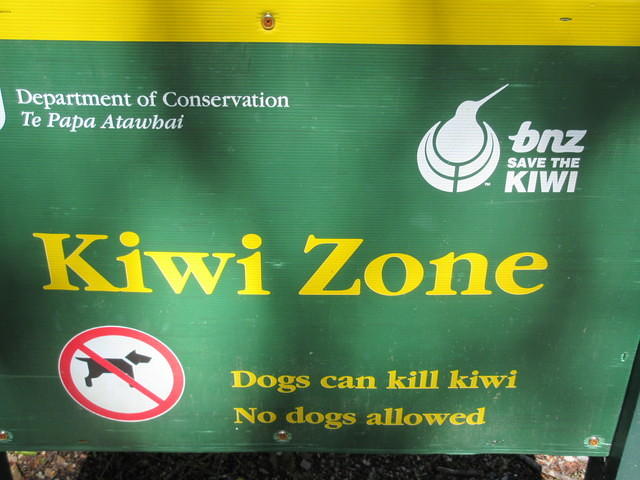 Department of Conservation
Te Papa Atawhai
bnz
SAVE THE
KIWI
™
Kiwi Zone
Dogs can kill kiwi
No dogs allowed